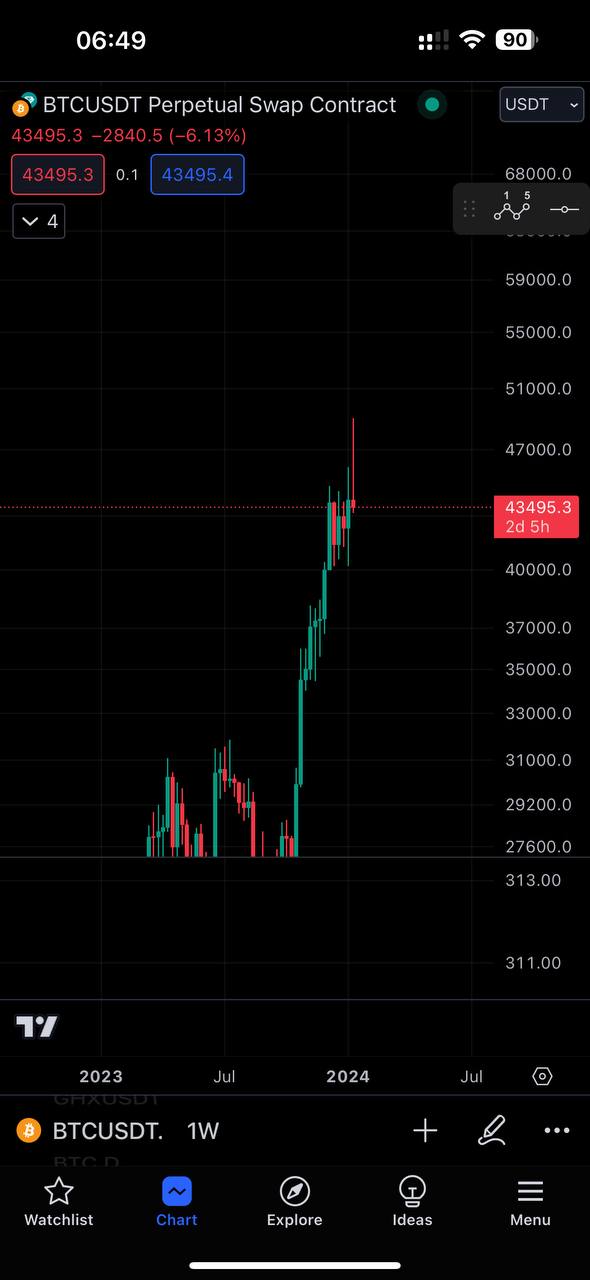 06:49
90
BTCUSDT Perpetual Swap Contract
USDT
43495.3 −2840.5 (−6.13%)
43495.3 0.1 43495.4
68000.0
1 5
4
59000.0
55000.0
51000.0
47000.0
43495.3
2d 5h
40000.0
37000.0
35000.0
33000.0
31000.0
29200.0
27600.0
313.00
311.00
2023 Jul 2024 Jul
GHXUSDT
BTCUSDT. 1W
BTC.D
Watchlist Chart Explore Ideas Menu